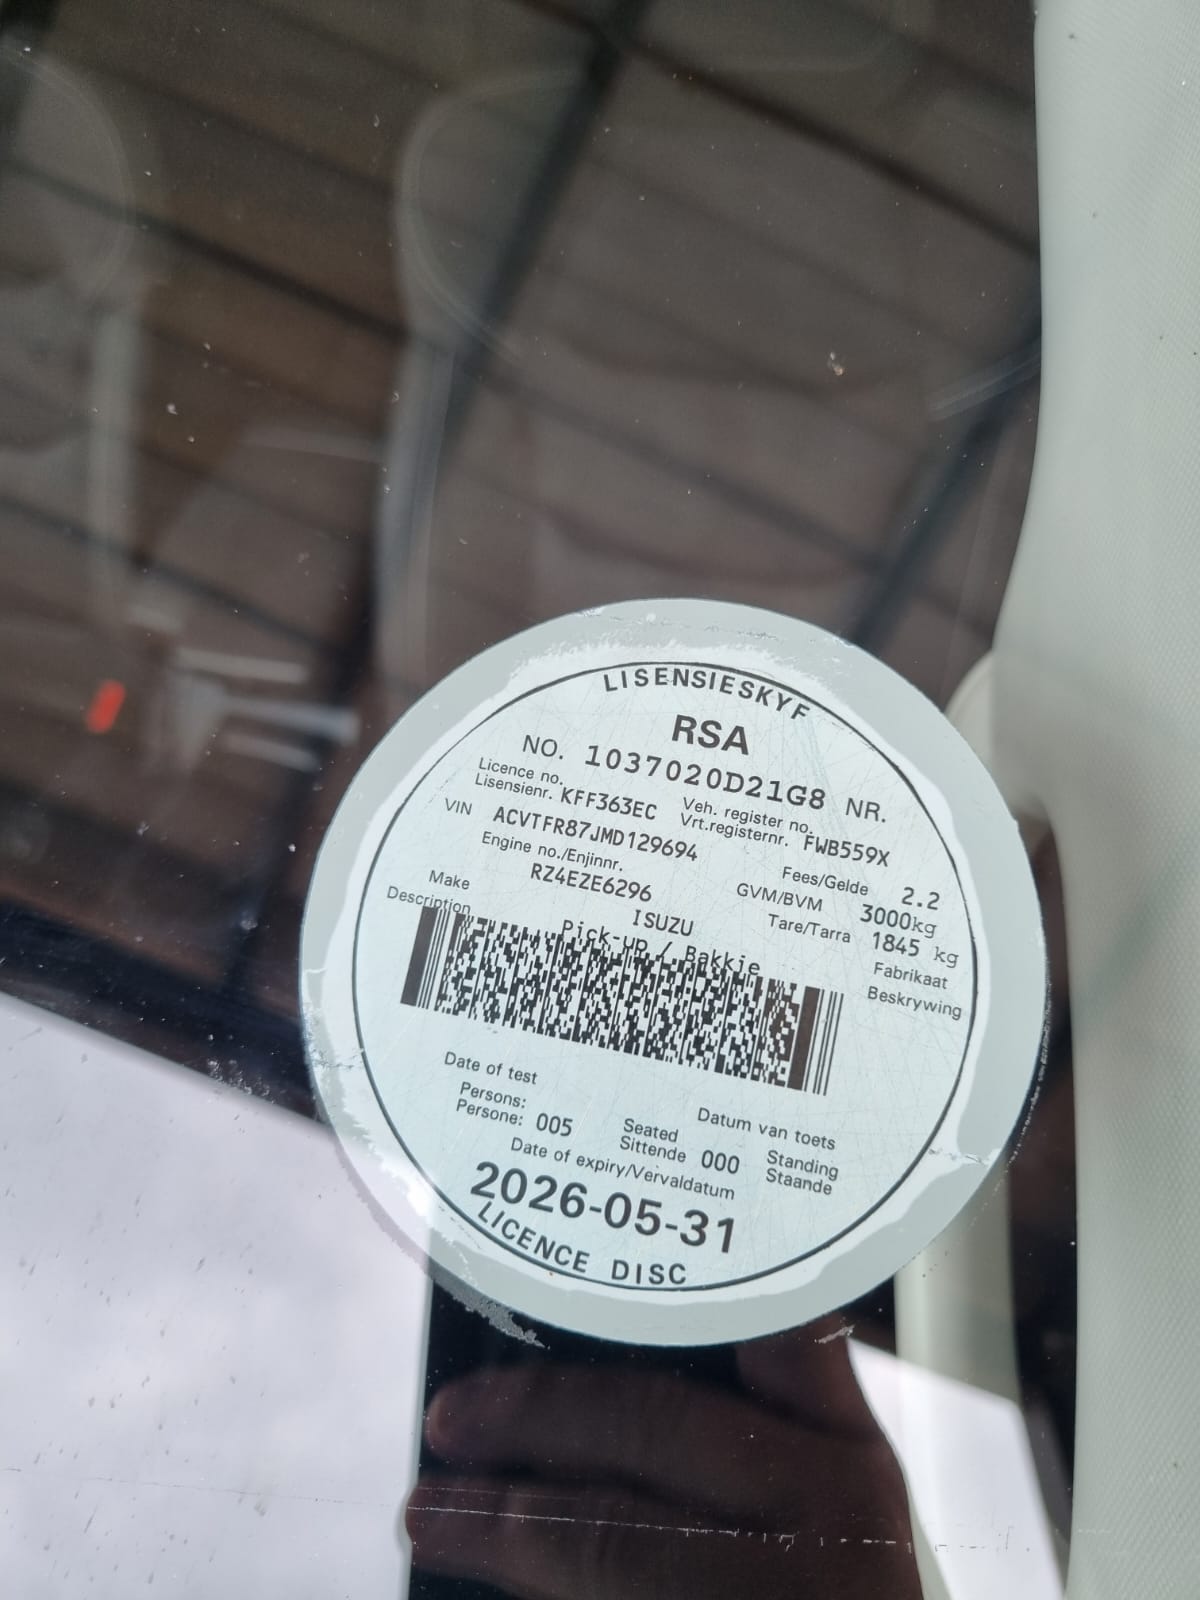 LISENSIESKYF
RSA
NO. 1037020D21G8 NR.
Licence no. Veh. register no.
Lisensienr. KFF363EC Vrt.registernr. FWB559X
VIN ACVTFR87JMD129694
Engine no./Enjinnr. Fees/Gelde 2.2
RZ4EZE6296 GVM/BVM 3000kg
Tare/Tarra 1845 kg
Make ISUZU Fabrikaat
Description Pick-up / Bakkie Beskrywing
Date of test Datum van toets
Persons: Seated Standing
Persone: 005 Sittende 000 Staande
Date of expiry/Vervaldatum
2026-05-31
LICENCE DISC